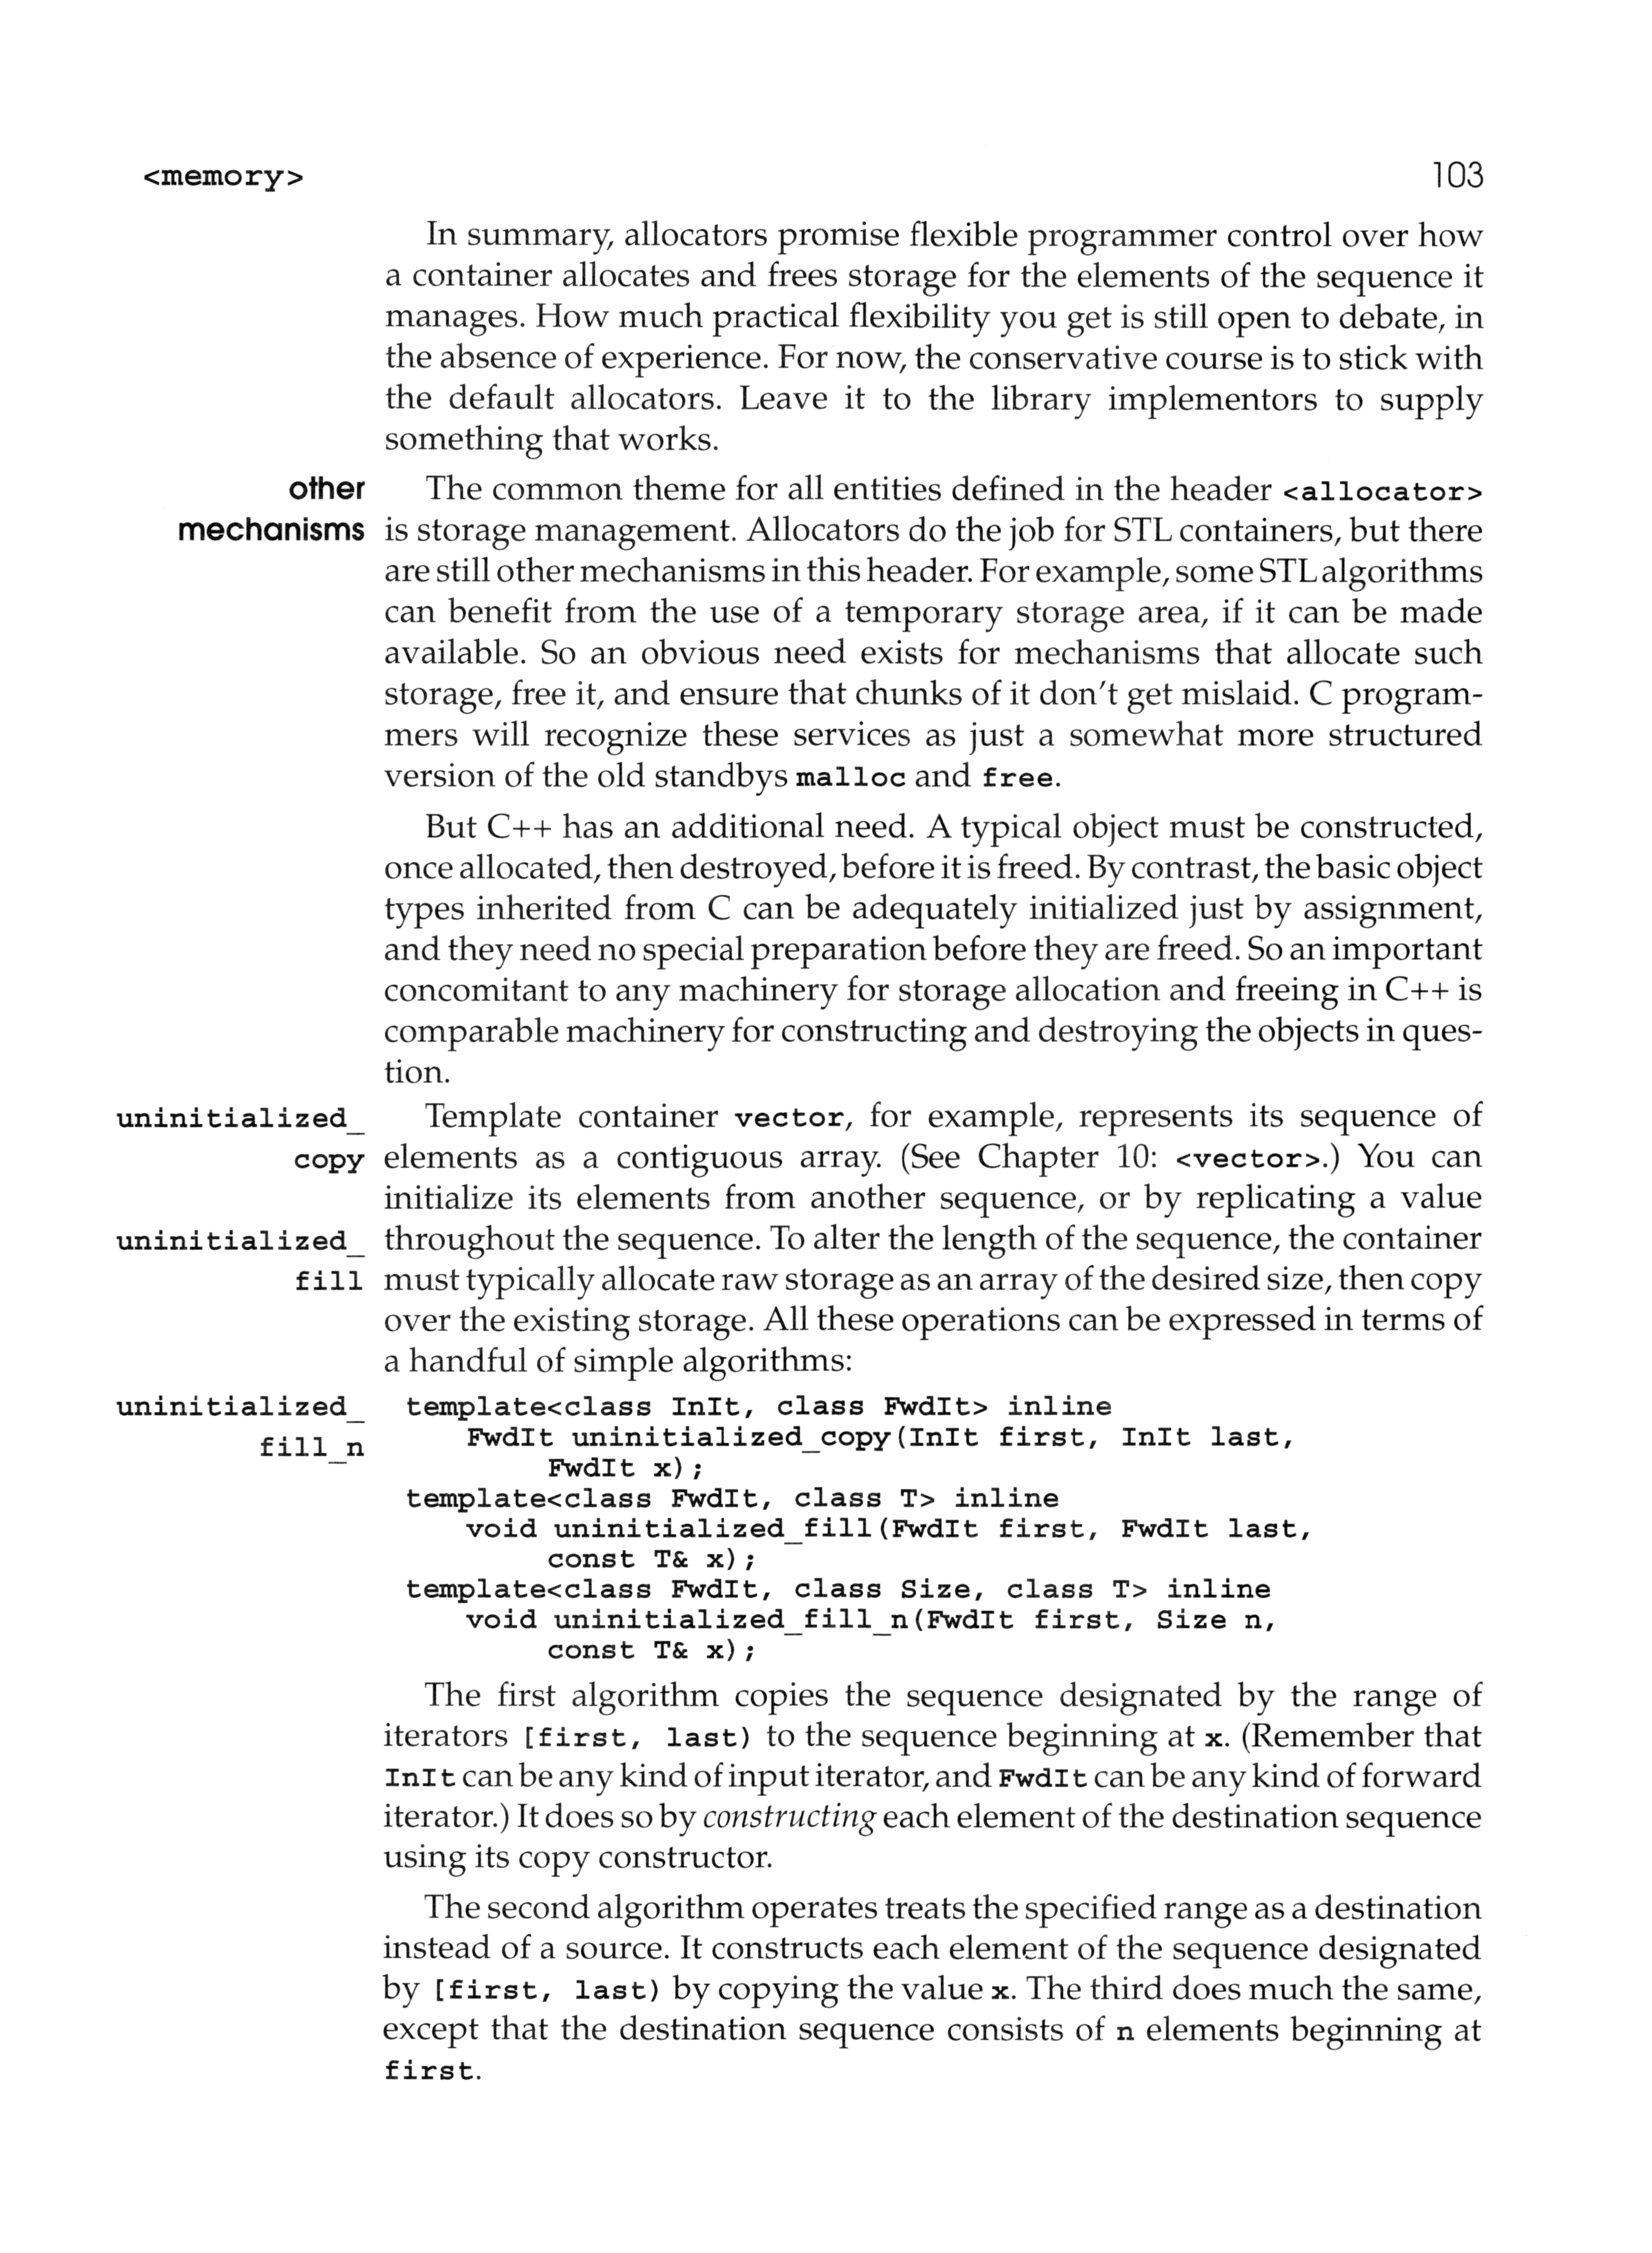 <memory> 103
In summary, allocators promise flexible programmer control over how
a container allocates and frees storage for the elements of the sequence it
manages. How much practical flexibility you get is still open to debate, in
the absence of experience. For now, the conservative course is to stick with
the default allocators. Leave it to the library implementors to supply
something that works.
other The common theme for all entities defined in the header <allocator>
mechanisms is storage management. Allocators do the job for STL containers, but there
are still other mechanisms in this header. For example, some STL algorithms
can benefit from the use of a temporary storage area, if it can be made
available. So an obvious need exists for mechanisms that allocate such
storage, free it, and ensure that chunks of it don't get mislaid. C program-
mers will recognize these services as just a somewhat more structured
version of the old standbys malloc and free.
But C++ has an additional need. A typical object must be constructed,
once allocated, then destroyed, before it is freed. By contrast, the basic object
types inherited from C can be adequately initialized just by assignment,
and they need no special preparation before they are freed. So an important
concomitant to any machinery for storage allocation and freeing in C++ is
comparable machinery for constructing and destroying the objects in ques-
tion.
uninitialized_ Template container vector, for example, represents its sequence of
copy elements as a contiguous array. (See Chapter 10: <vector>.) You can
initialize its elements from another sequence, or by replicating a value
uninitialized_ throughout the sequence. To alter the length of the sequence, the container
fill must typically allocate raw storage as an array of the desired size, then copy
over the existing storage. All these operations can be expressed in terms of
a handful of simple algorithms:
uninitialized_ template<class InIt, class FwdIt> inline
fill_n FwdIt uninitialized_copy(InIt first, InIt last,
FwdIt x);
template<class FwdIt, class T> inline
void uninitialized_fill(FwdIt first, FwdIt last,
const T& x);
template<class FwdIt, class Size, class T> inline
void uninitialized_fill_n(FwdIt first, Size n,
const T& x);
The first algorithm copies the sequence designated by the range of
iterators [first, last) to the sequence beginning at x. (Remember that
InIt can be any kind of input iterator, and FwdIt can be any kind of forward
iterator.) It does so by constructing each element of the destination sequence
using its copy constructor.
The second algorithm operates treats the specified range as a destination
instead of a source. It constructs each element of the sequence designated
by [first, last) by copying the value x. The third does much the same,
except that the destination sequence consists of n elements beginning at
first.